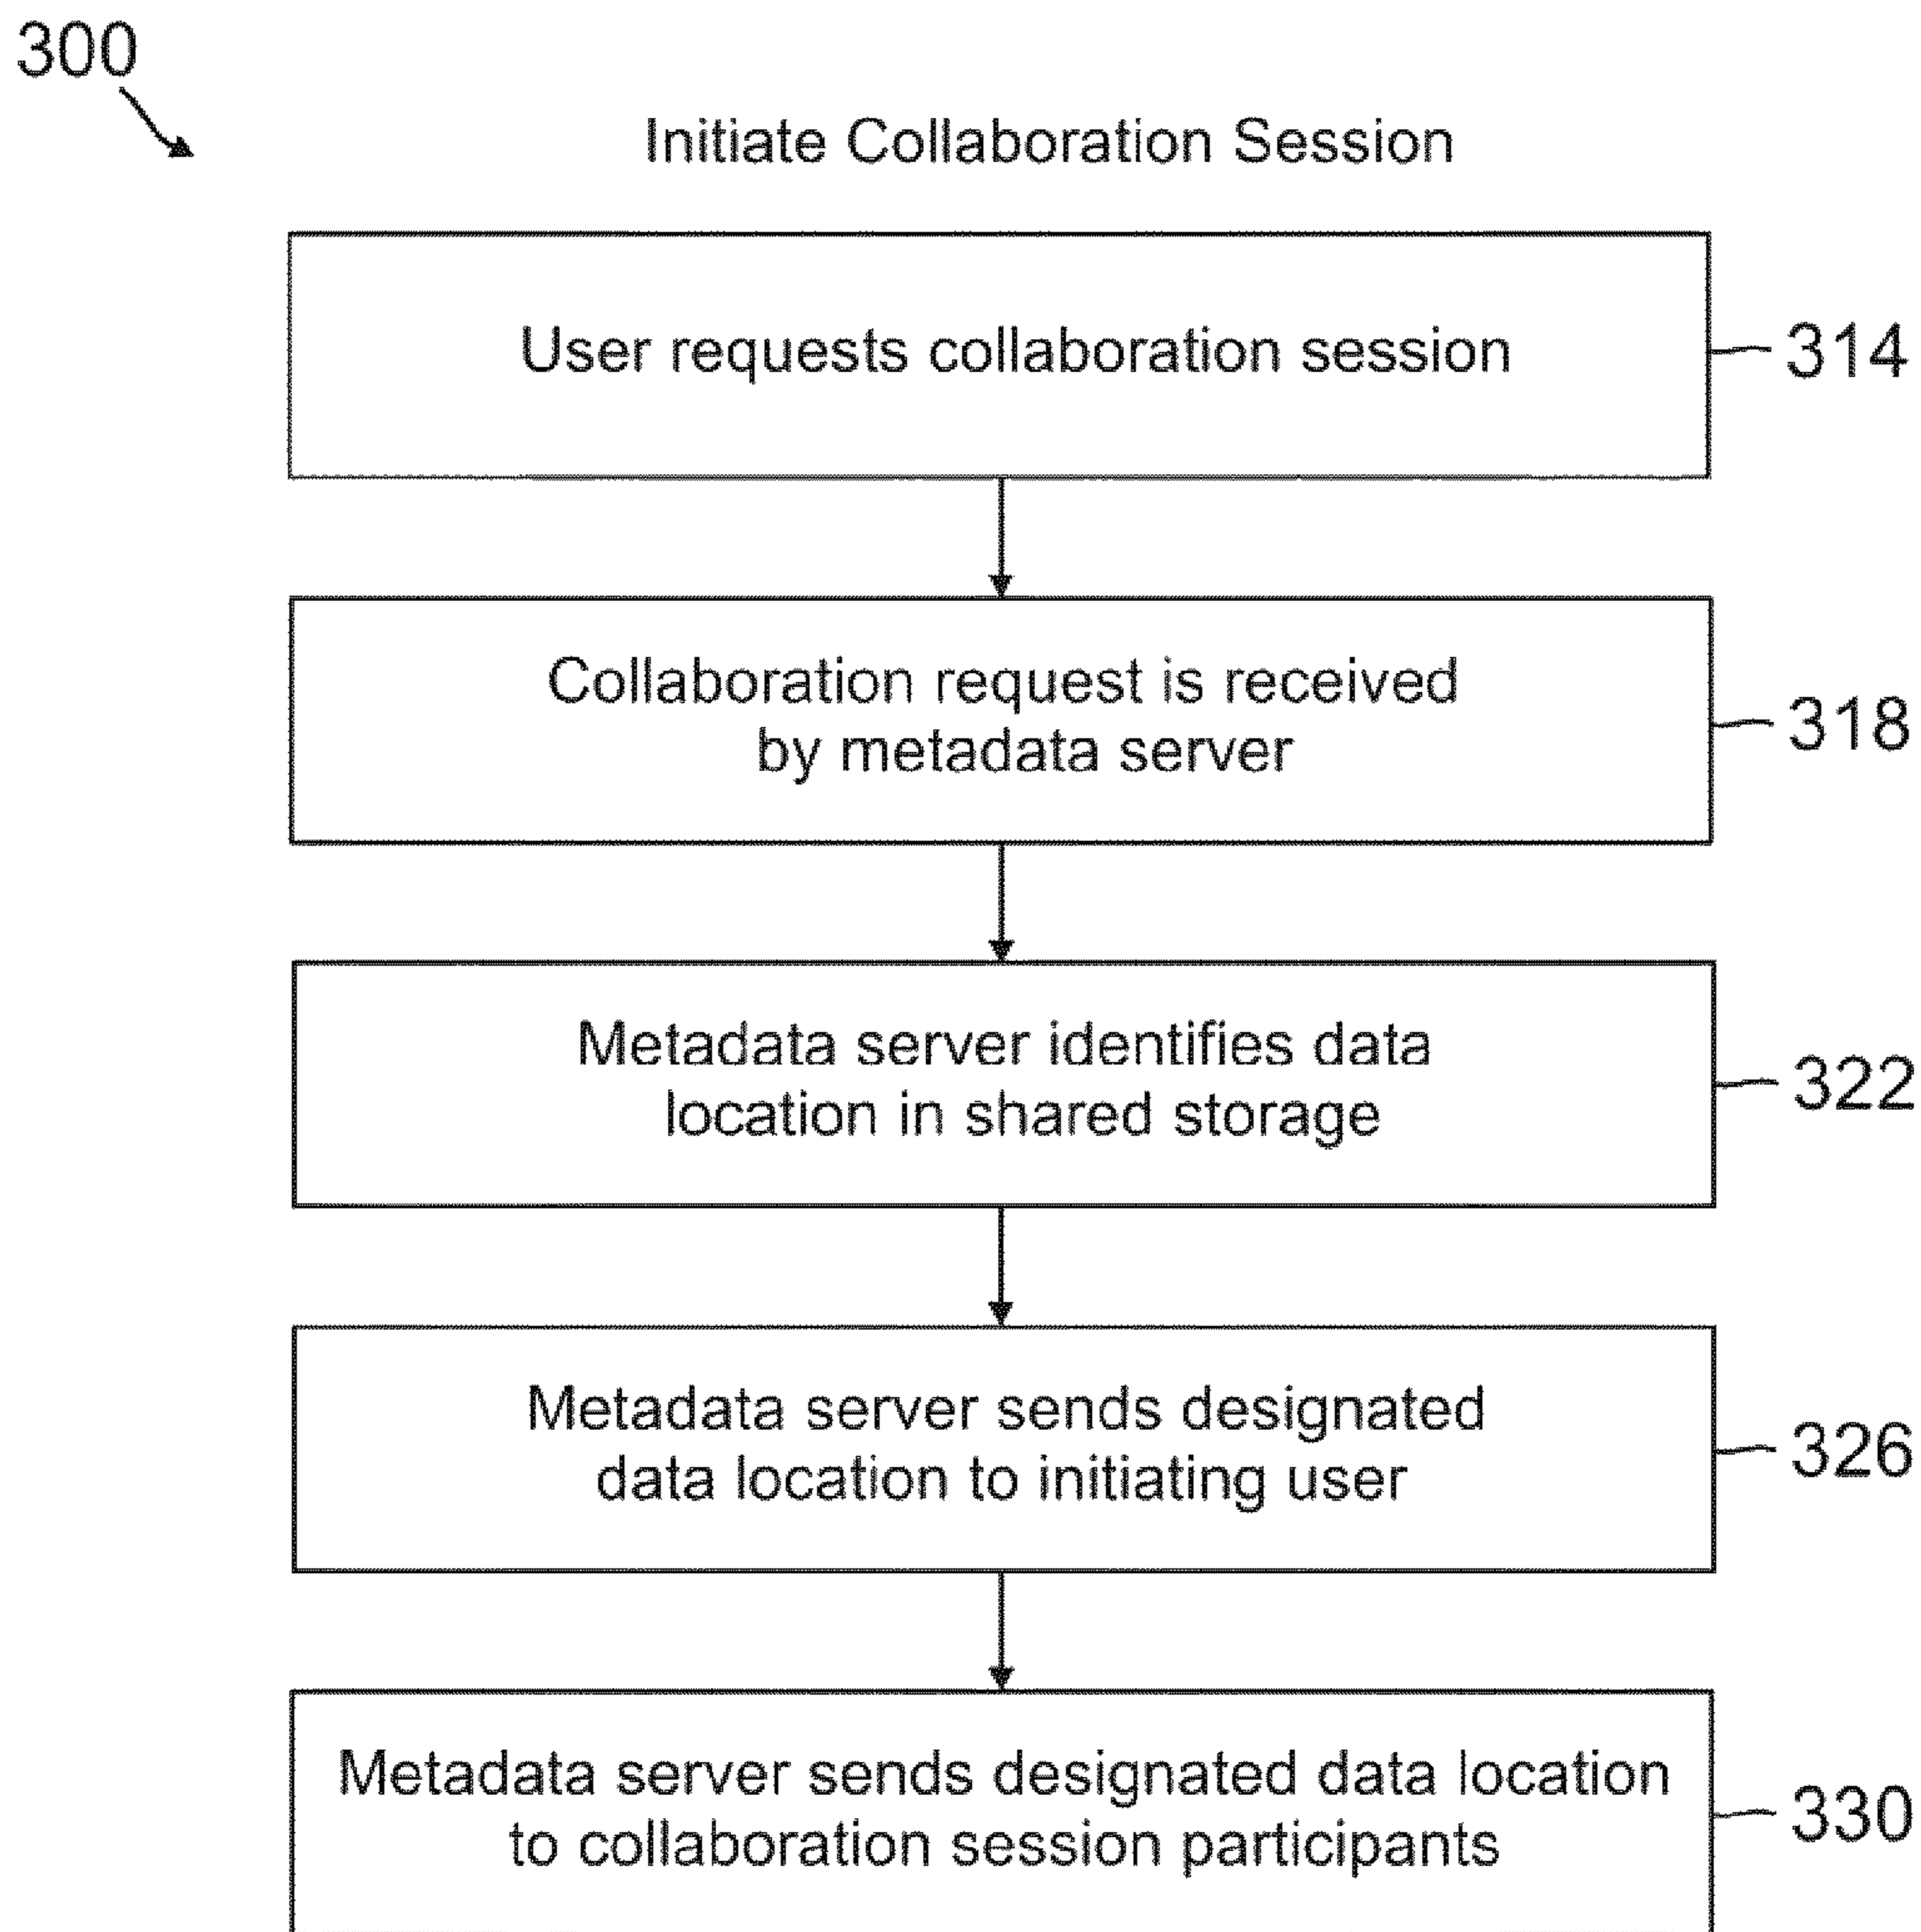 300
Initiate Collaboration Session
User requests collaboration session
314
Collaboration request is received
by metadata server
318
Metadata server identifies data
location in shared storage
322
Metadata server sends designated
data location to initiating user
326
Metadata server sends designated data location
to collaboration session participants
330